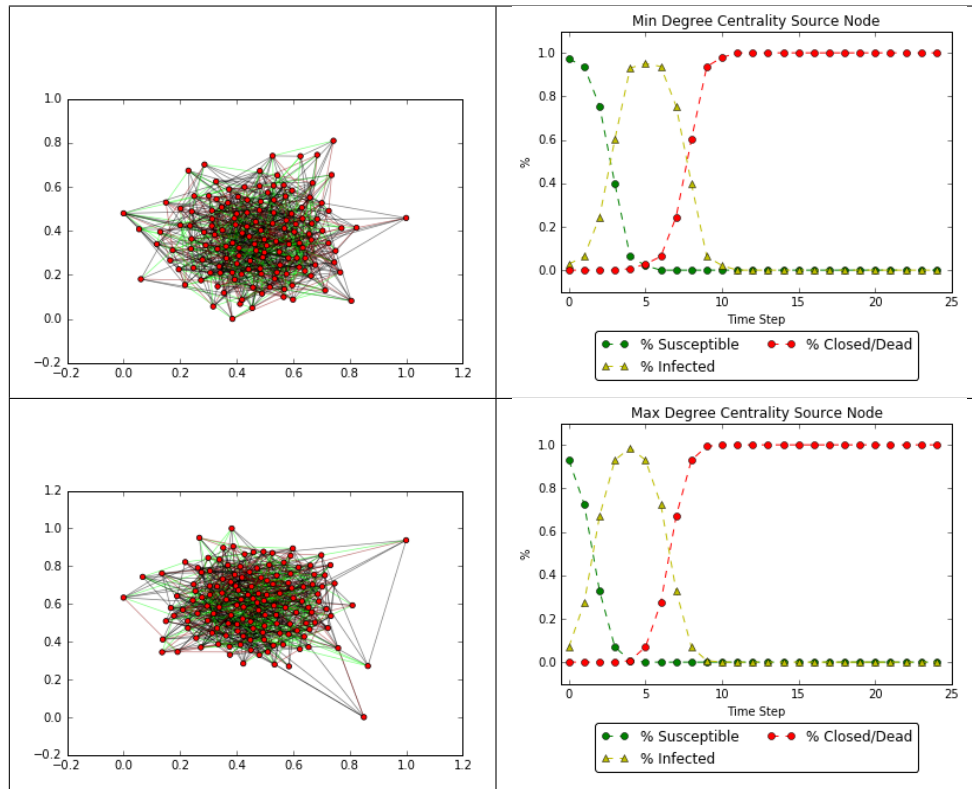 Min Degree Centrality Source Node
1.0
0.8
0.6
0.4
0.2
0.0
%
0 5 10 15 20 25
Time Step
% Susceptible % Closed/Dead
% Infected
1.0
0.8
0.6
0.4
0.2
0.0
−0.2
−0.2 0.0 0.2 0.4 0.6 0.8 1.0 1.2
Max Degree Centrality Source Node
1.0
0.8
0.6
0.4
0.2
0.0
%
0 5 10 15 20 25
Time Step
% Susceptible % Closed/Dead
% Infected
1.2
1.0
0.8
0.6
0.4
0.2
0.0
−0.2
−0.2 0.0 0.2 0.4 0.6 0.8 1.0 1.2